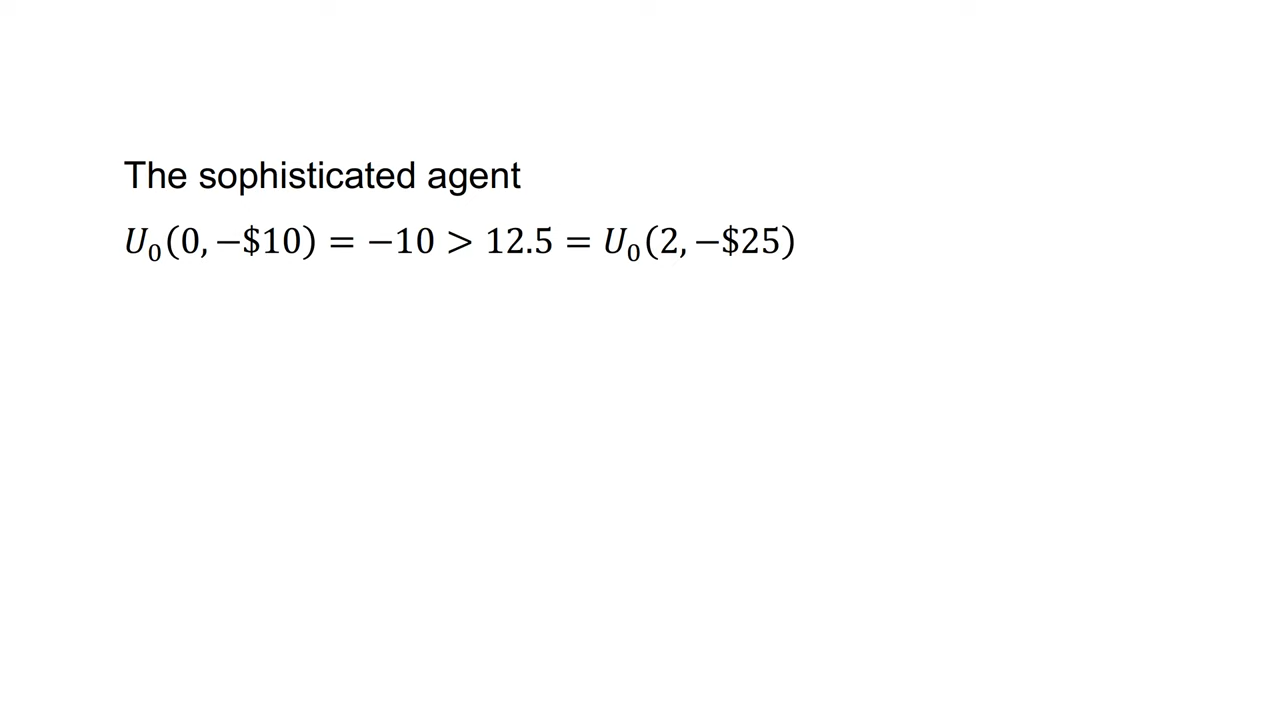 The sophisticated agent
𝑈₀(0, −$10) = −10 > 12.5 = 𝑈₀(2, −$25)